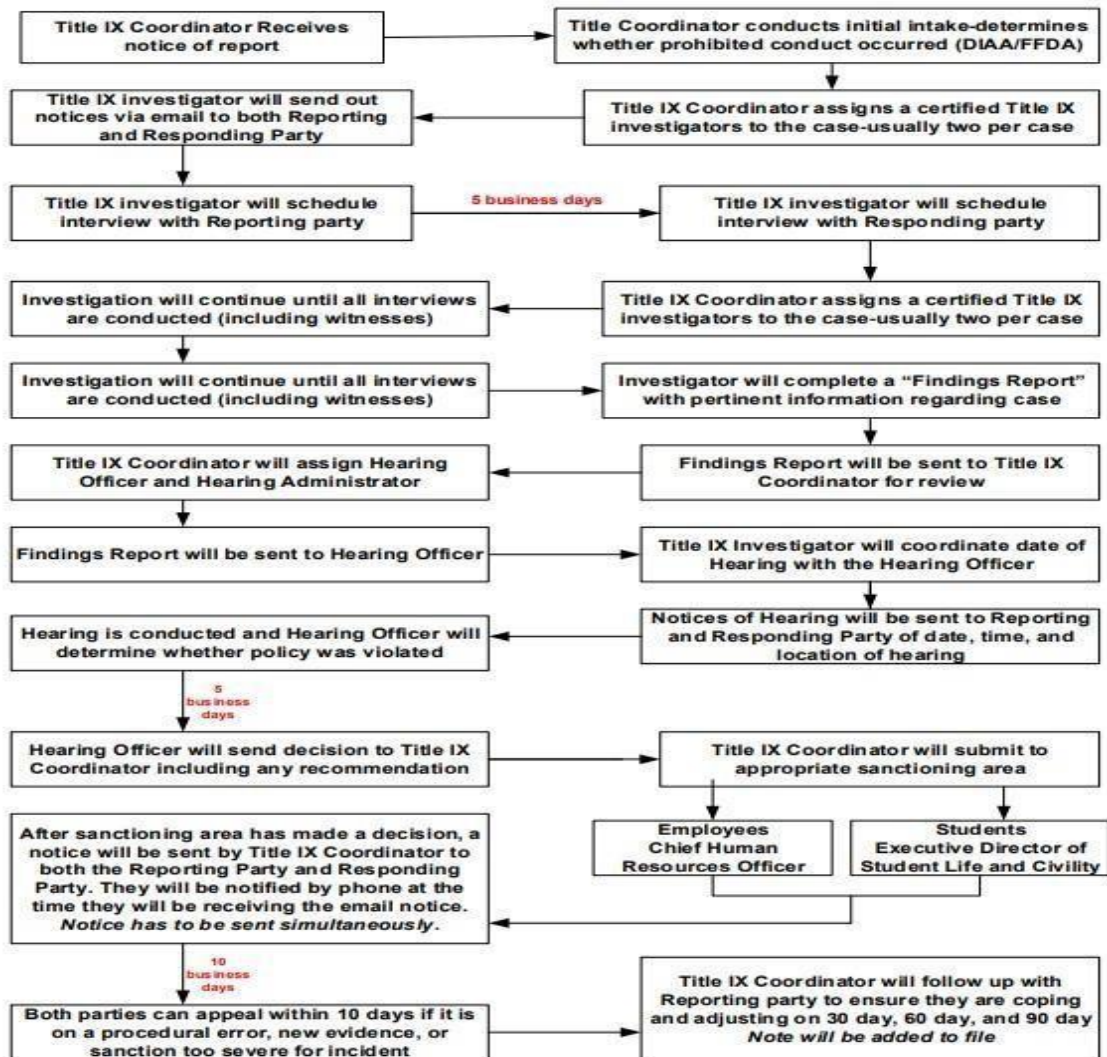 Title IX Coordinator Receives
notice of report
Title Coordinator conducts initial intake-determines
whether prohibited conduct occurred (DIAA/FFDA)
Title IX investigator will send out
notices via email to both Reporting
and Responding Party
Title IX Coordinator assigns a certified Title IX
investigators to the case-usually two per case
Title IX investigator will schedule
interview with Reporting party
5 business days
Title IX investigator will schedule
interview with Responding party
Investigation will continue until all interviews
are conducted (including witnesses)
Title IX Coordinator assigns a certified Title IX
investigators to the case-usually two per case
Investigation will continue until all interviews
are conducted (including witnesses)
Investigator will complete a “Findings Report”
with pertinent information regarding case
Title IX Coordinator will assign Hearing
Officer and Hearing Administrator
Findings Report will be sent to Title IX
Coordinator for review
Findings Report will be sent to Hearing Officer
Title IX Investigator will coordinate date of
Hearing with the Hearing Officer
Hearing is conducted and Hearing Officer will
determine whether policy was violated
Notices of Hearing will be sent to Reporting
and Responding Party of date, time, and
location of hearing
5
business
days
Hearing Officer will send decision to Title IX
Coordinator including any recommendation
Title IX Coordinator will submit to
appropriate sanctioning area
Employees
Chief Human
Resources Officer
Students
Executive Director of
Student Life and Civility
After sanctioning area has made a decision, a
notice will be sent by Title IX Coordinator to
both the Reporting Party and Responding
Party. They will be notified by phone at the
time they will be receiving the email notice.
Notice has to be sent simultaneously.
10
business
days
Both parties can appeal within 10 days if it is
on a procedural error, new evidence, or
sanction too severe for incident
Title IX Coordinator will follow up with
Reporting party to ensure they are coping
and adjusting on 30 day, 60 day, and 90 day
Note will be added to file